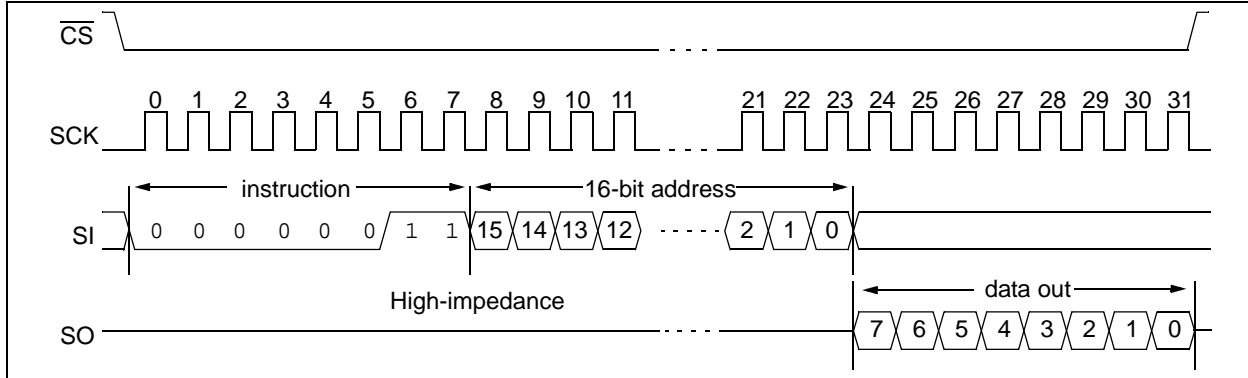 CS
0 1 2 3 4 5 6 7 8 9 10 11 21 22 23 24 25 26 27 28 29 30 31
SCK
instruction 16-bit address
SI 0 0 0 0 0 0 1 1 15 14 13 12 2 1 0
High-impedance data out
SO 7 6 5 4 3 2 1 0